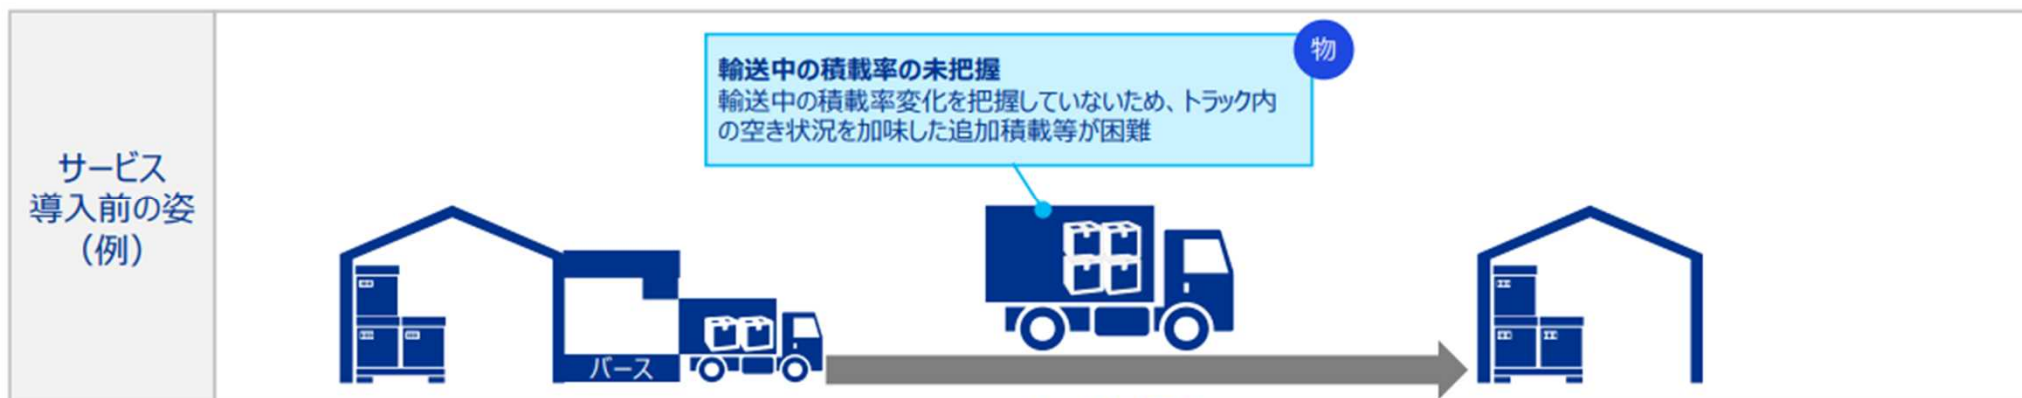 サービス
導入前の姿
（例）
物
輸送中の積載率の未把握
輸送中の積載率変化を把握していないため、トラック内
の空き状況を加味した追加積載等が困難
バース